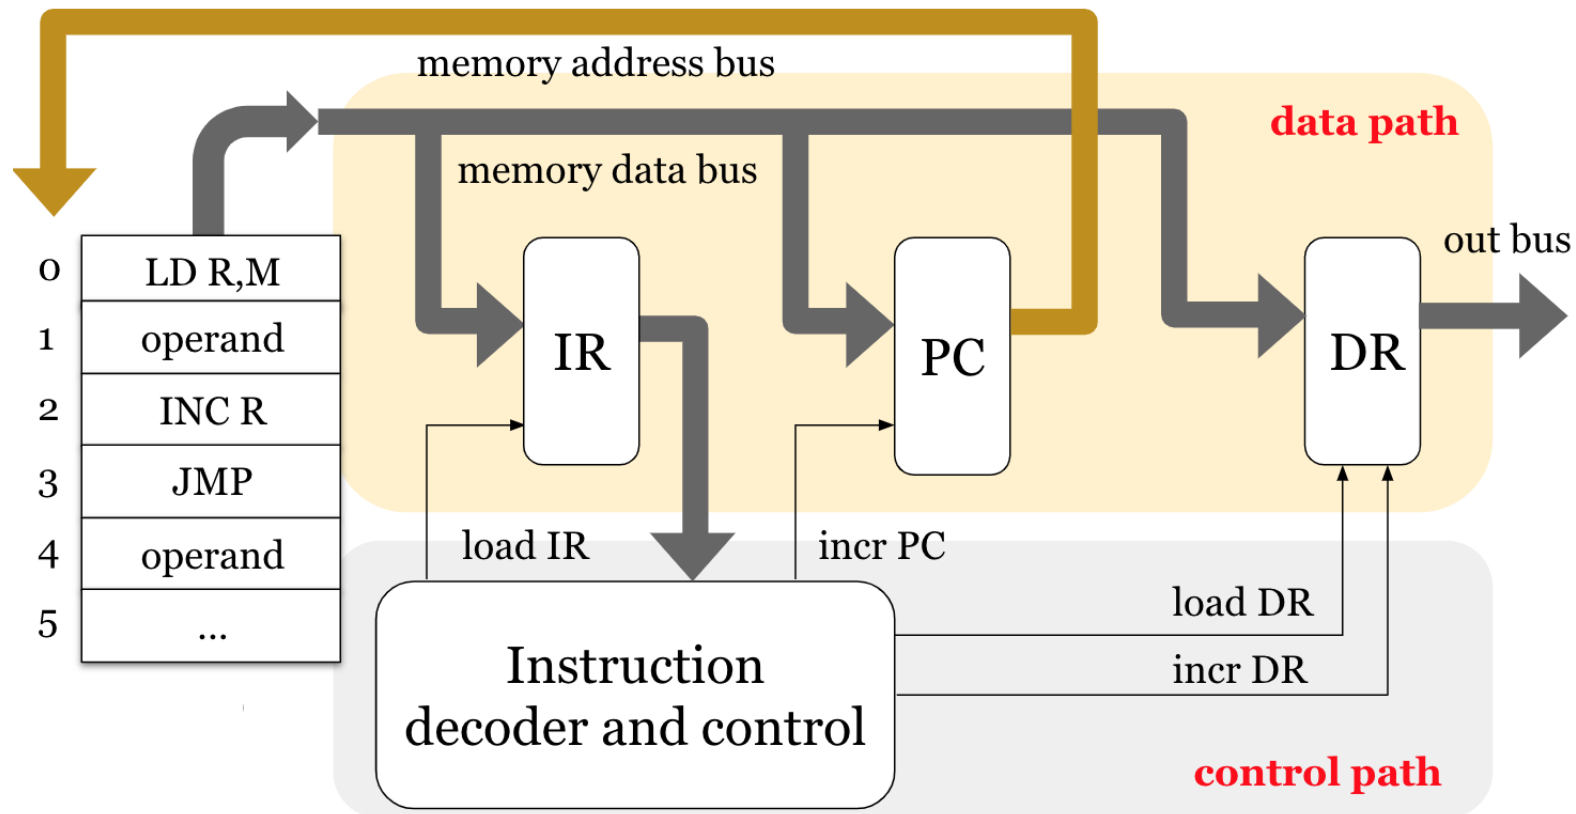 memory address bus
data path
memory data bus
out bus
0
LD R,M
1
operand
2
INC R
3
JMP
4
operand
5
...
IR
PC
DR
load IR
incr PC
load DR
incr DR
Instruction
decoder and control
control path